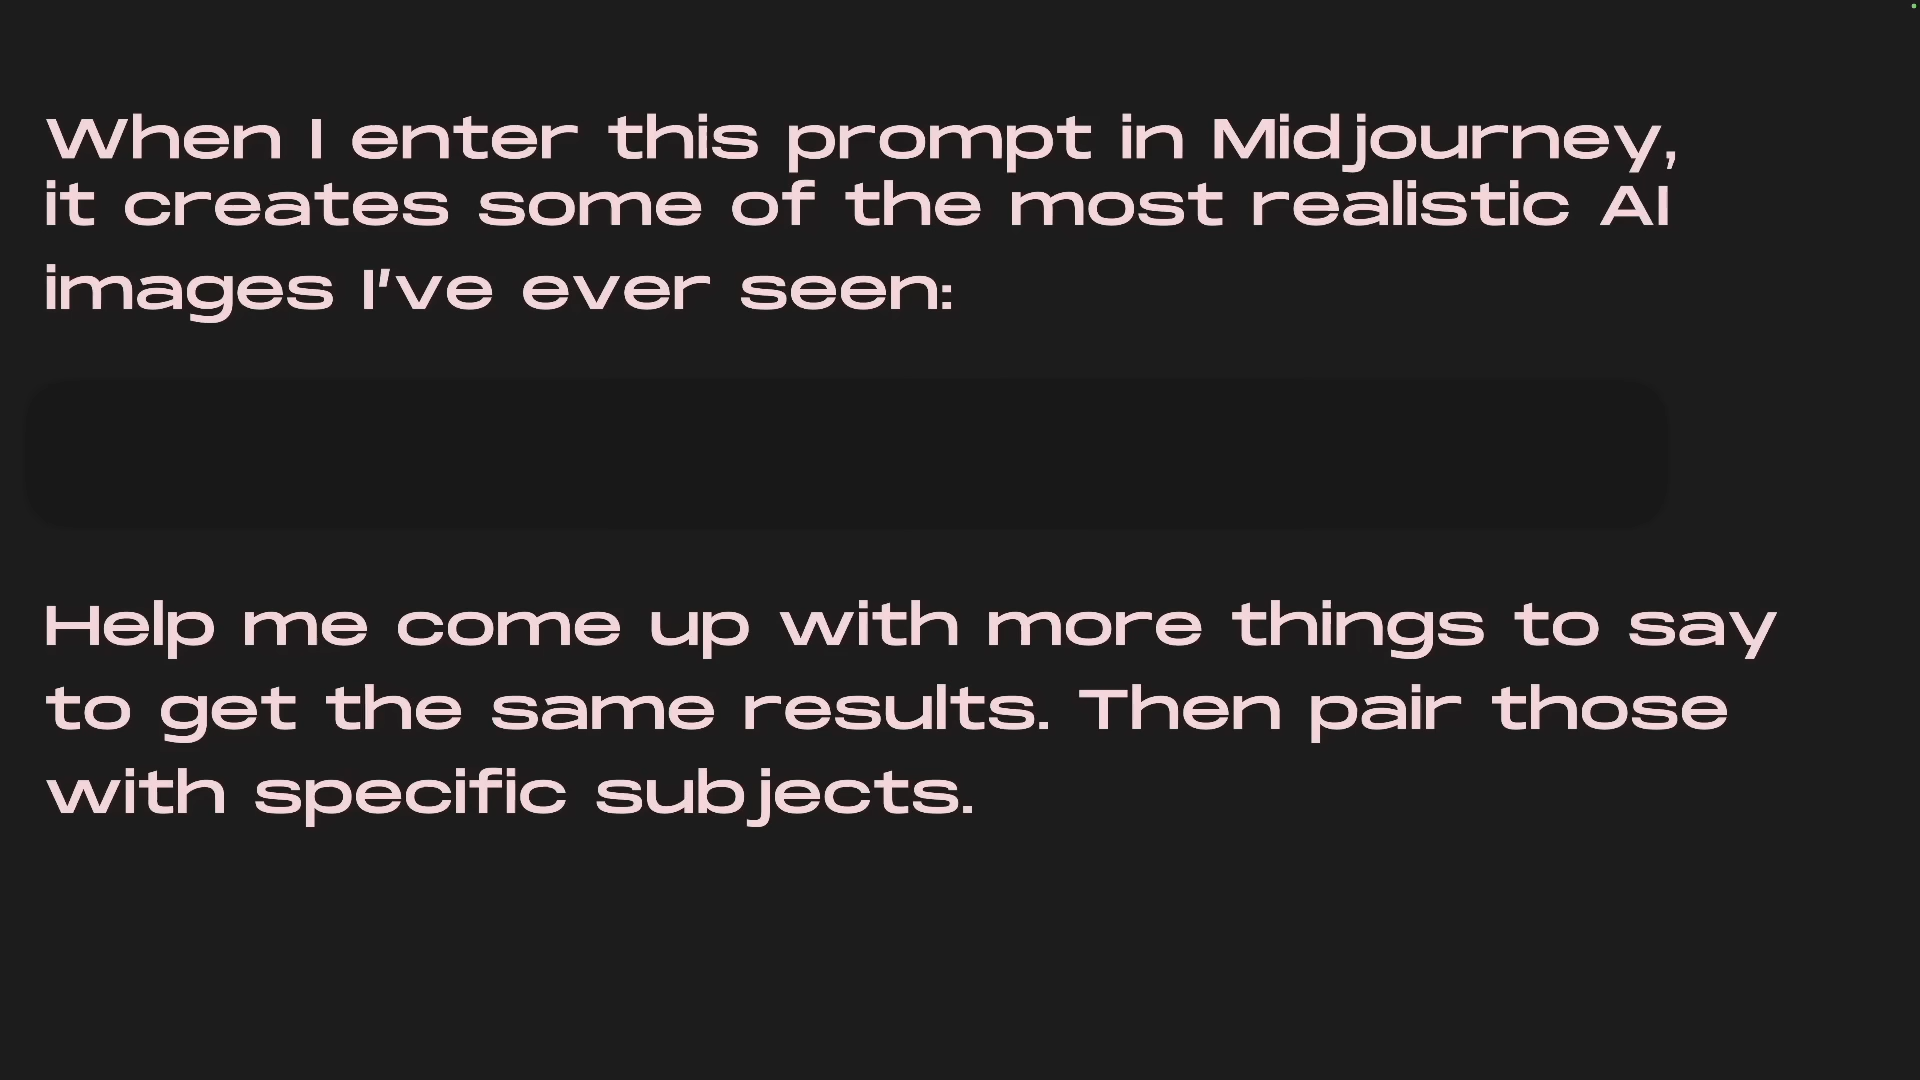 When I enter this prompt in Midjourney,
it creates some of the most realistic AI
images I've ever seen:
Help me come up with more things to say
to get the same results. Then pair those
with specific subjects.